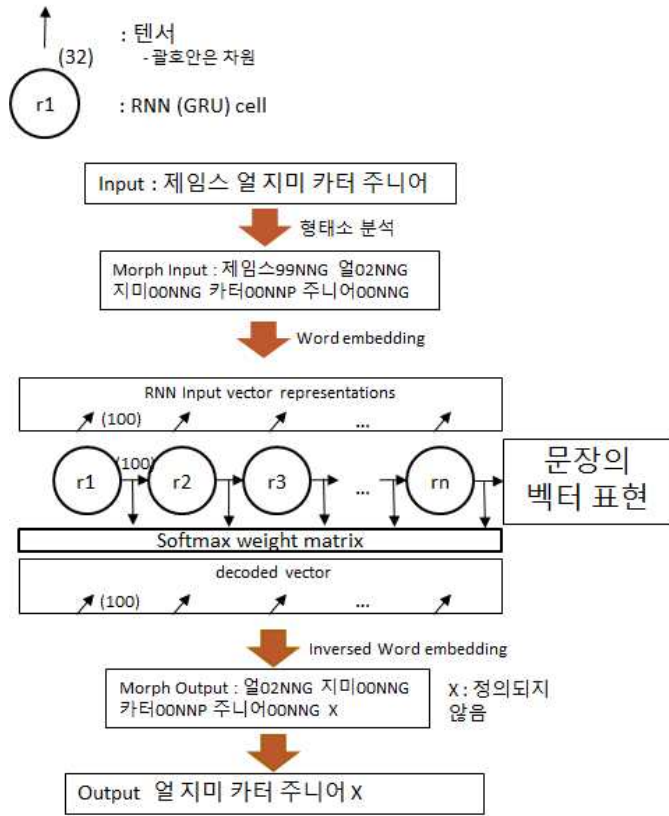 : 텐서
(32)
- 괄호안은 차원
r1
: RNN (GRU) cell
Input : 제임스 얼 지미 카터 주니어
형태소 분석
Morph Input : 제임스99NNG 얼02NNG
지미00NNG 카터00NNP 주니어00NNG
Word embedding
RNN Input vector representations
(100)
...
(100)
r1
r2
r3
...
rn
문장의
벡터 표현
Softmax weight matrix
decoded vector
(100)
...
Inversed Word embedding
Morph Output : 얼02NNG 지미00NNG
카터00NNP 주니어00NNG X
X : 정의되지
않음
Output 얼 지미 카터 주니어 X